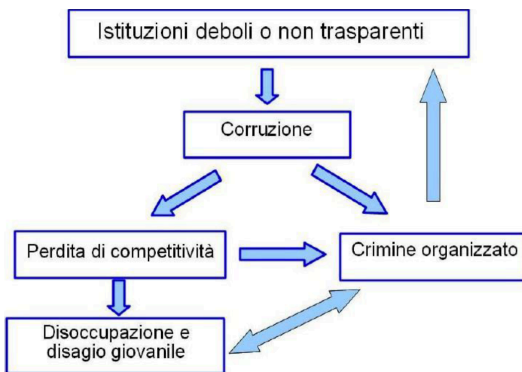 Istituzioni deboli o non trasparenti
Corruzione
Perdita di competitività
Crimine organizzato
Disoccupazione e
disagio giovanile